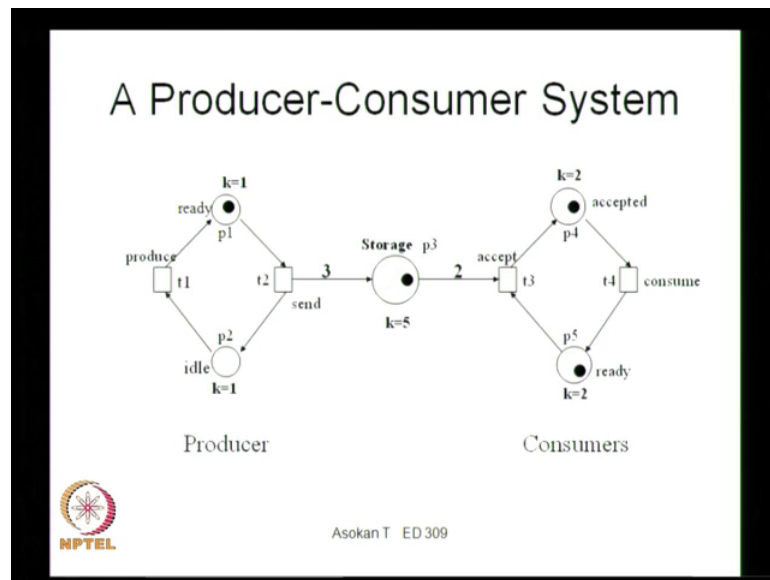 A Producer-Consumer System
k=1
k=2
ready
accepted
p1
p4
Storage p3
produce
accept
t1
t2
3
2
t3
t4
consume
send
p2
k=5
p5
idle
ready
k=1
k=2
Producer
Consumers
NPTEL
Asokan T ED 309